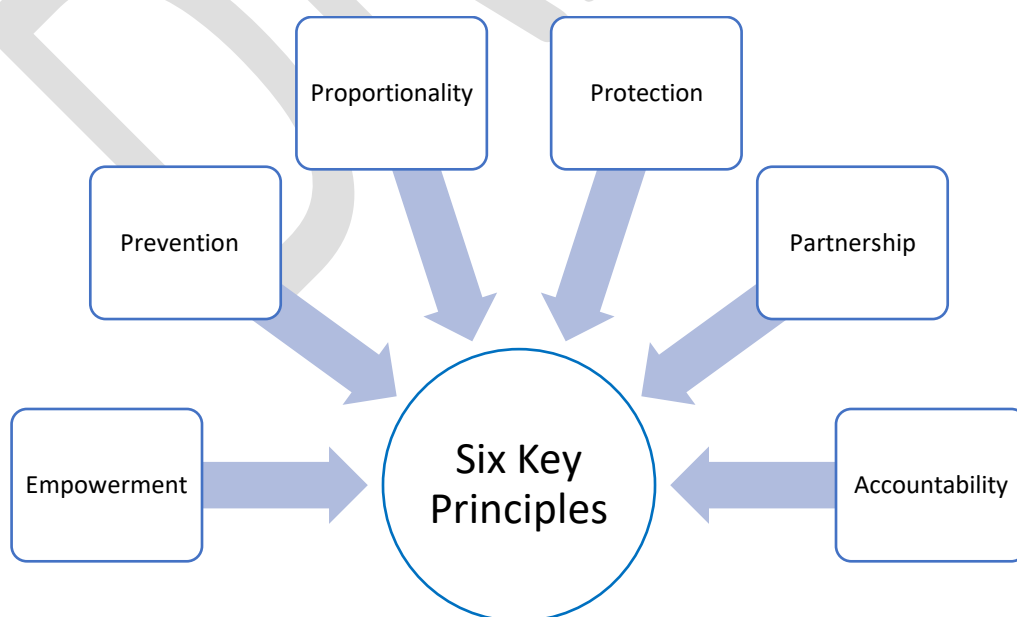 Proportionality
Protection
Prevention
Partnership
Empowerment
Six Key
Principles
Accountability